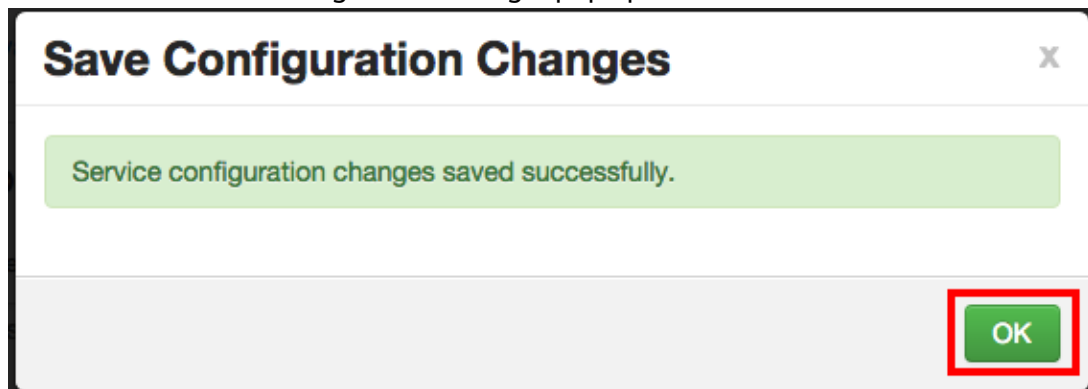 Save Configuration Changes
x
Service configuration changes saved successfully.
OK